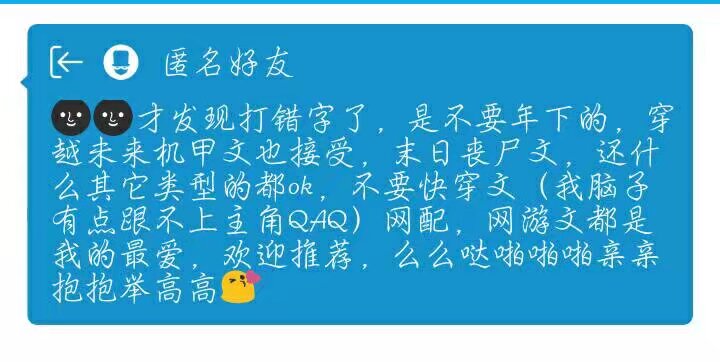 匿名好友
🌚🌚才发现打错字了，是不要年下的，穿
越未来机甲文也接受，末日丧尸文，还什
么其它类型的都ok，不要快穿文（我脑子
有点跟不上主角QAQ）网配，网游文都是
我的最爱，欢迎推荐，么么哒啪啪啪亲亲
抱抱举高高😘